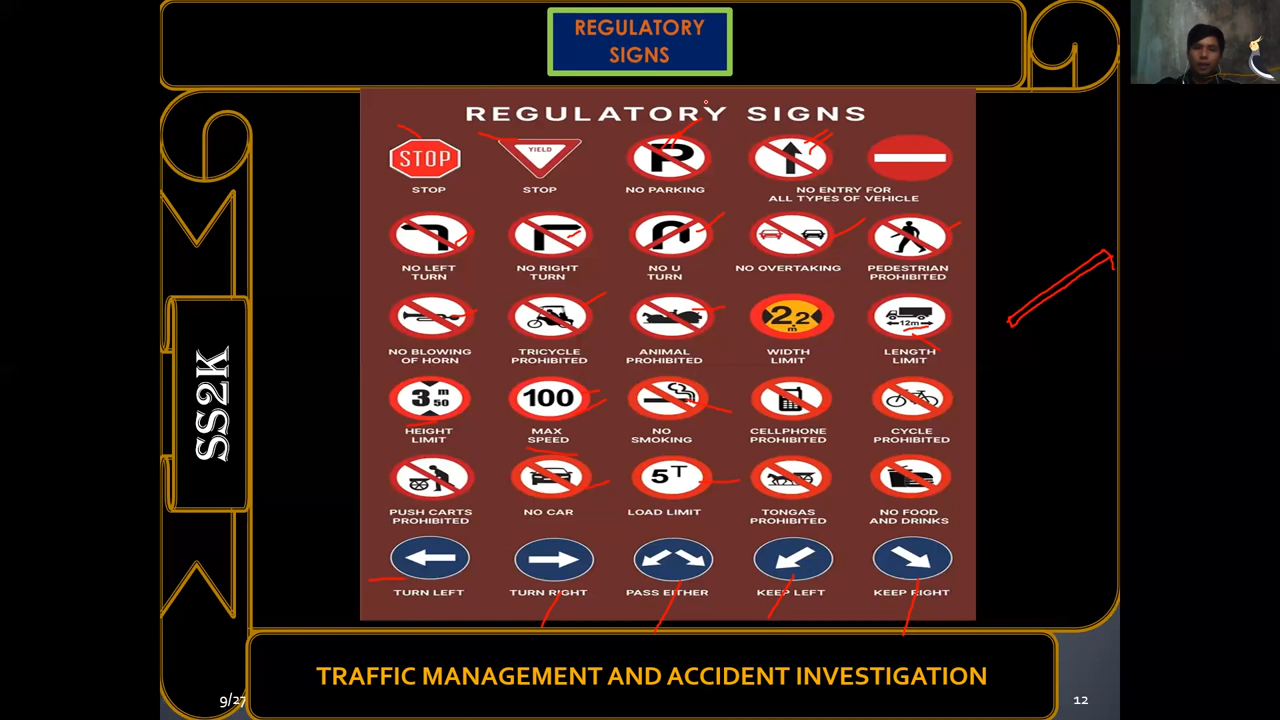 REGULATORY
SIGNS
REGULATORY SIGNS
STOP
YIELD
P
STOP
STOP
NO PARKING
NO ENTRY FOR
ALL TYPES OF VEHICLE
NO LEFT
TURN
NO RIGHT
TURN
NO U
TURN
NO OVERTAKING
PEDESTRIAN
PROHIBITED
2.2
m
12m
NO BLOWING
OF HORN
TRICYCLE
PROHIBITED
ANIMAL
PROHIBITED
WIDTH
LIMIT
LENGTH
LIMIT
3 m 50
100
HEIGHT
LIMIT
MAX
SPEED
NO
SMOKING
CELLPHONE
PROHIBITED
CYCLE
PROHIBITED
5T
PUSH CARTS
PROHIBITED
NO CAR
LOAD LIMIT
TONGAS
PROHIBITED
NO FOOD
AND DRINKS
TURN LEFT
TURN RIGHT
PASS EITHER
KEEP LEFT
KEEP RIGHT
SS2K
TRAFFIC MANAGEMENT AND ACCIDENT INVESTIGATION
9/27
12